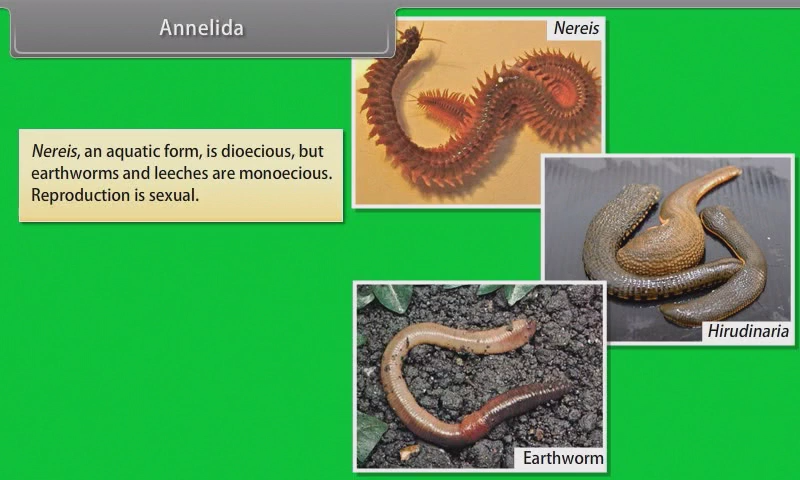 Annelida
Nereis
Nereis, an aquatic form, is dioecious, but
earthworms and leeches are monoecious.
Reproduction is sexual.
Hirudinaria
Earthworm